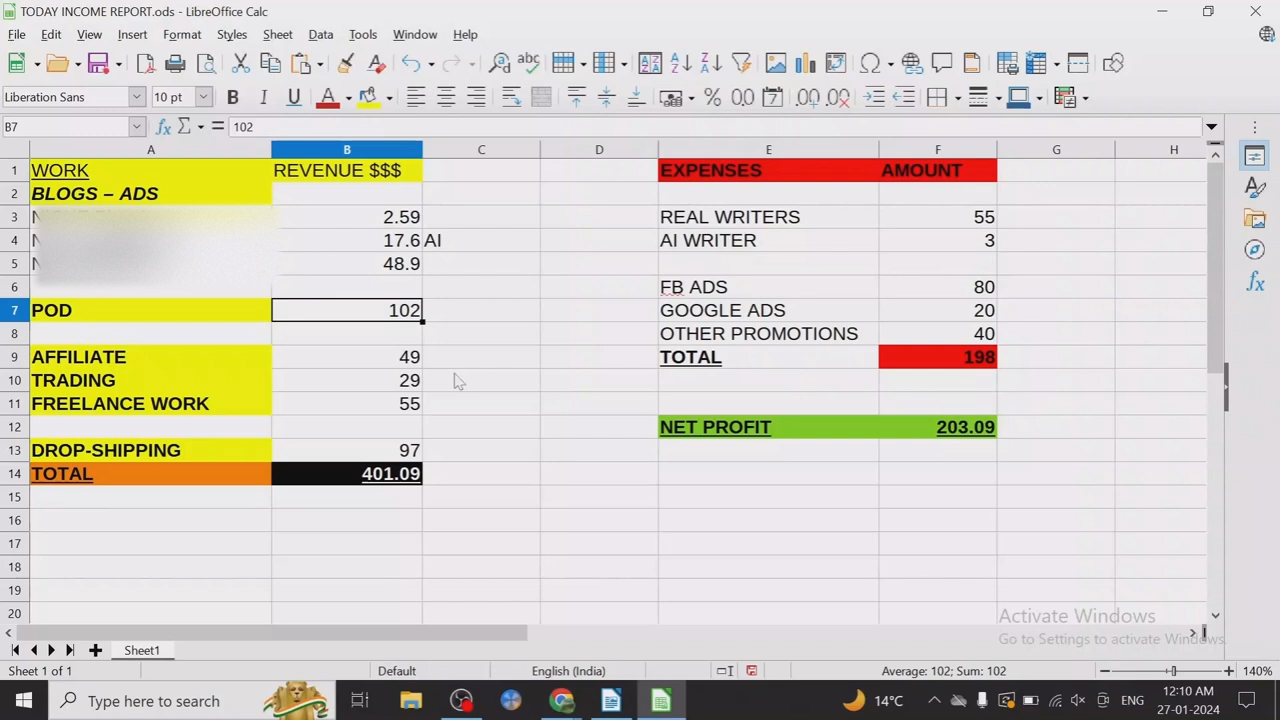 TODAY INCOME REPORT.ods - LibreOffice Calc
File Edit View Insert Format Styles Sheet Data Tools Window Help
Liberation Sans 10 pt
B7 102
A B C D E F G H
1 WORK REVENUE $$$ EXPENSES AMOUNT
2 BLOGS – ADS
3 2.59 REAL WRITERS 55
4 17.6 AI AI WRITER 3
5 48.9
6 FB ADS 80
7 POD 102 GOOGLE ADS 20
8 OTHER PROMOTIONS 40
9 AFFILIATE 49 TOTAL 198
10 TRADING 29
11 FREELANCE WORK 55
12 NET PROFIT 203.09
13 DROP-SHIPPING 97
14 TOTAL 401.09
15
16
17
18
19
20
Activate Windows
Go to Settings to activate Windows.
Sheet1
Sheet 1 of 1 Default English (India) Average: 102; Sum: 102 140%
Type here to search 14°C ENG 12:10 AM
27-01-2024